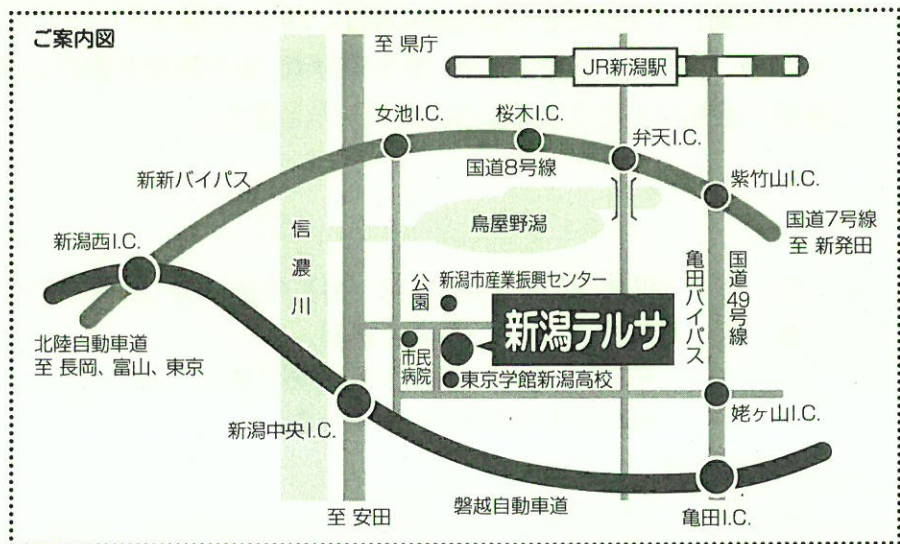 ご案内図
至 県庁
JR新潟駅
女池I.C.
桜木I.C.
弁天I.C.
国道8号線
紫竹山I.C.
新新バイパス
国道7号線
至 新発田
鳥屋野潟
新潟西I.C.
信濃川
公園
新潟市産業振興センター
亀田バイパス
国道49号線
新潟テルサ
北陸自動車道
至 長岡、富山、東京
市民
病院
東京学館新潟高校
姥ヶ山I.C.
新潟中央I.C.
磐越自動車道
至 安田
亀田I.C.